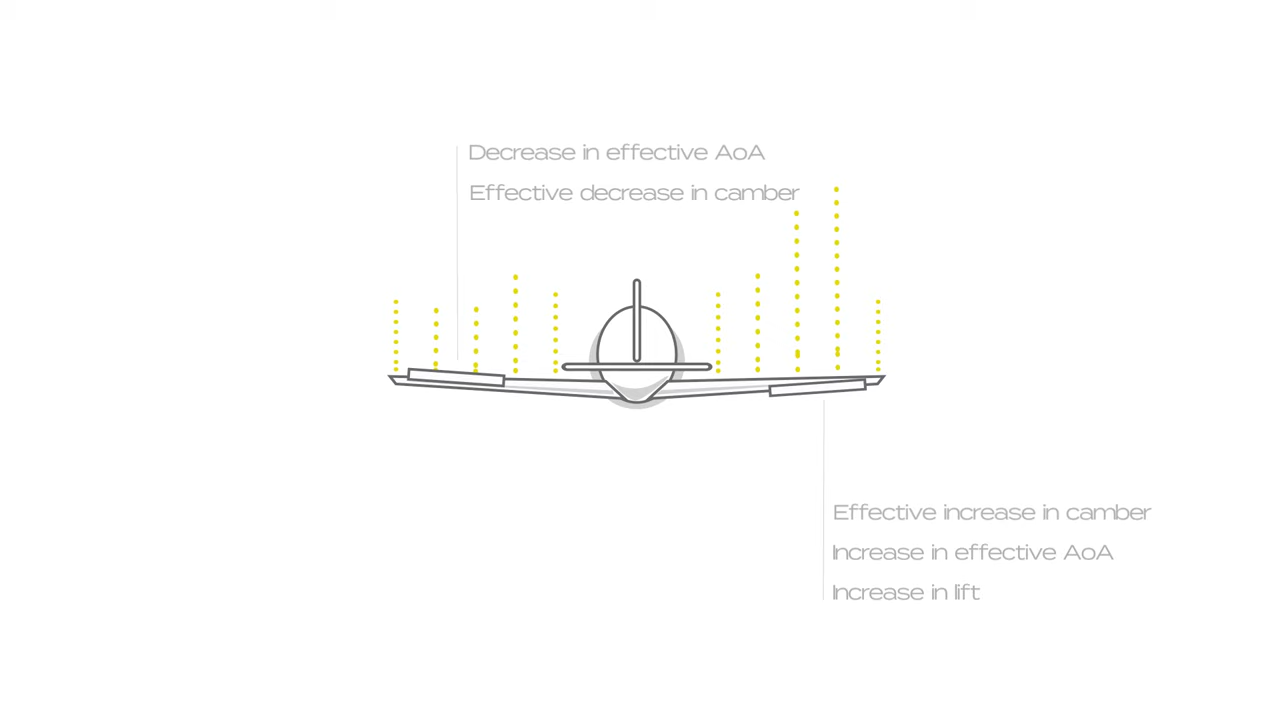 Decrease in effective AoA
Effective decrease in camber
Effective increase in camber
Increase in effective AoA
Increase in lift